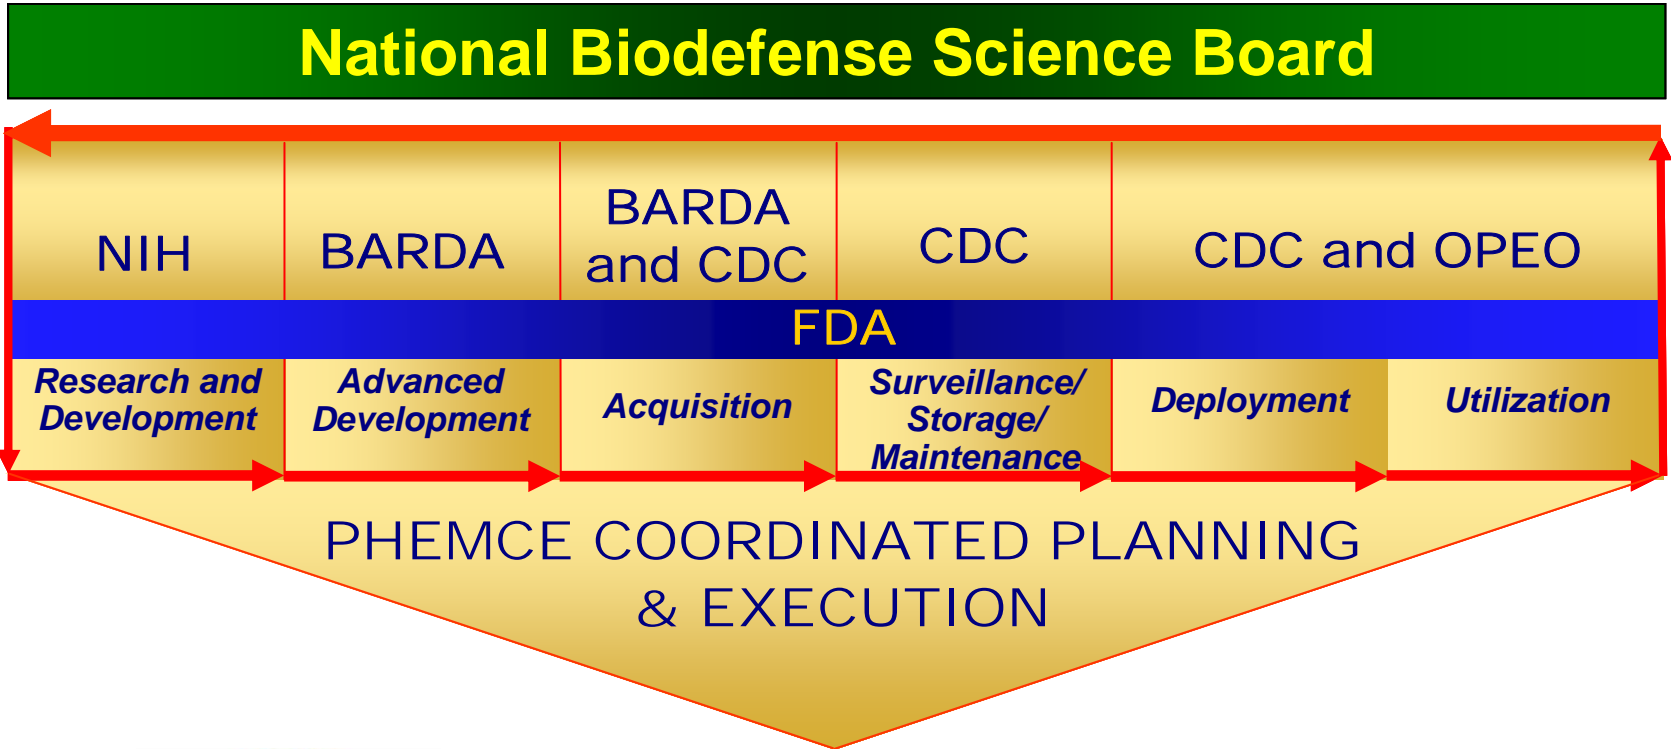 National Biodefense Science Board
NIH
BARDA
BARDA
and CDC
CDC
CDC and OPEO
FDA
Research and
Development
Advanced
Development
Acquisition
Surveillance/
Storage/
Maintenance
Deployment
Utilization
PHEMCE COORDINATED PLANNING
& EXECUTION